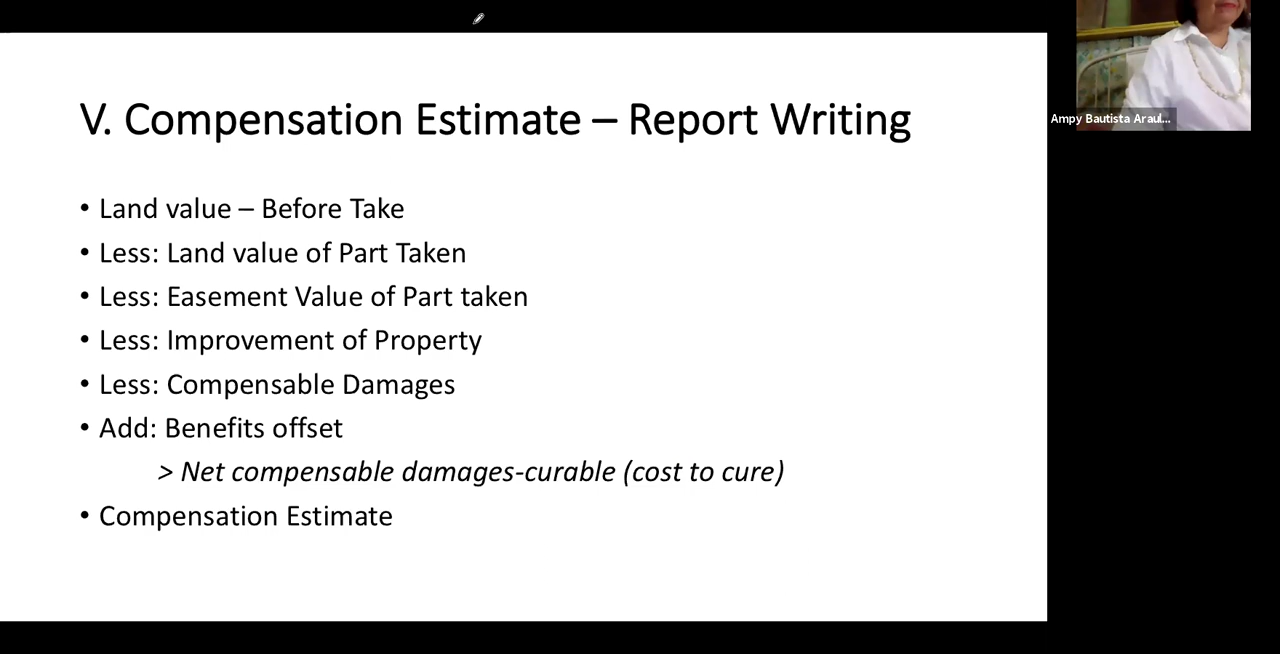 V. Compensation Estimate – Report Writing
• Land value – Before Take
• Less: Land value of Part Taken
• Less: Easement Value of Part taken
• Less: Improvement of Property
• Less: Compensable Damages
• Add: Benefits offset
> Net compensable damages-curable (cost to cure)
• Compensation Estimate
Ampy Bautista Araul...